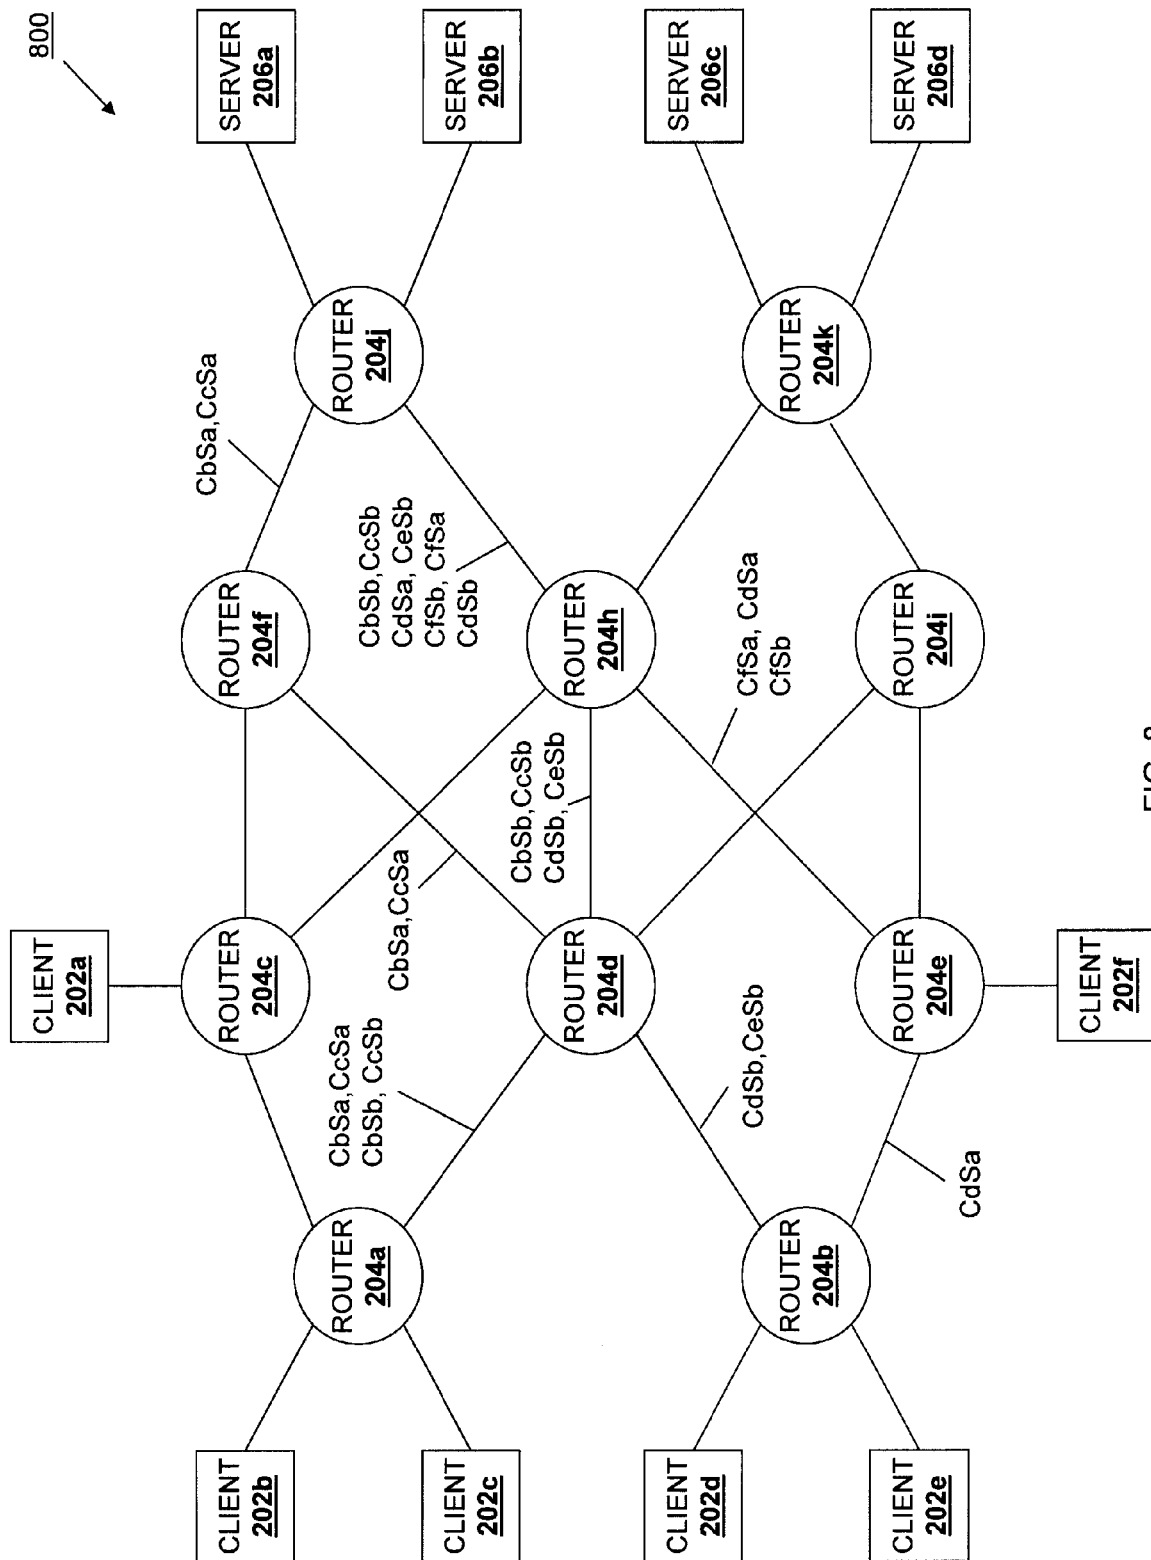 800
SERVER
206a
SERVER
206b
SERVER
206c
SERVER
206d
ROUTER
204j
ROUTER
204k
CbSa,CcSa
CbSb,CcSb
CdSa, CeSb
CfSb, CfSa
CdSb
ROUTER
204f
ROUTER
204h
ROUTER
204i
CfSa, CdSa
CfSb
CbSb,CcSb
CdSb, CeSb
CbSa,CcSa
CLIENT
202a
ROUTER
204c
ROUTER
204d
ROUTER
204e
CLIENT
202f
CbSa,CcSa
CbSb, CcSb
CdSb,CeSb
CdSa
ROUTER
204a
ROUTER
204b
CLIENT
202b
CLIENT
202c
CLIENT
202d
CLIENT
202e